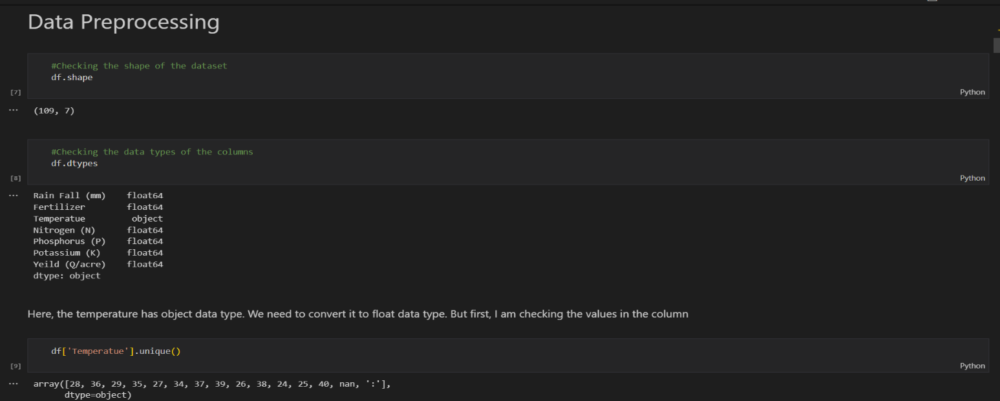 Data Preprocessing
#Checking the shape of the dataset
df.shape
[7]
Python
... (109, 7)
#Checking the data types of the columns
df.dtypes
[8]
Python
... Rain Fall (mm)    float64
Fertilizer        float64
Temperatue         object
Nitrogen (N)      float64
Phosphorus (P)    float64
Potassium (K)     float64
Yeild (Q/acre)    float64
dtype: object
Here, the temperature has object data type. We need to convert it to float data type. But first, I am checking the values in the column
df['Temperatue'].unique()
[9]
Python
... array([28, 36, 29, 35, 27, 34, 37, 39, 26, 38, 24, 25, 40, nan, ':'],
      dtype=object)